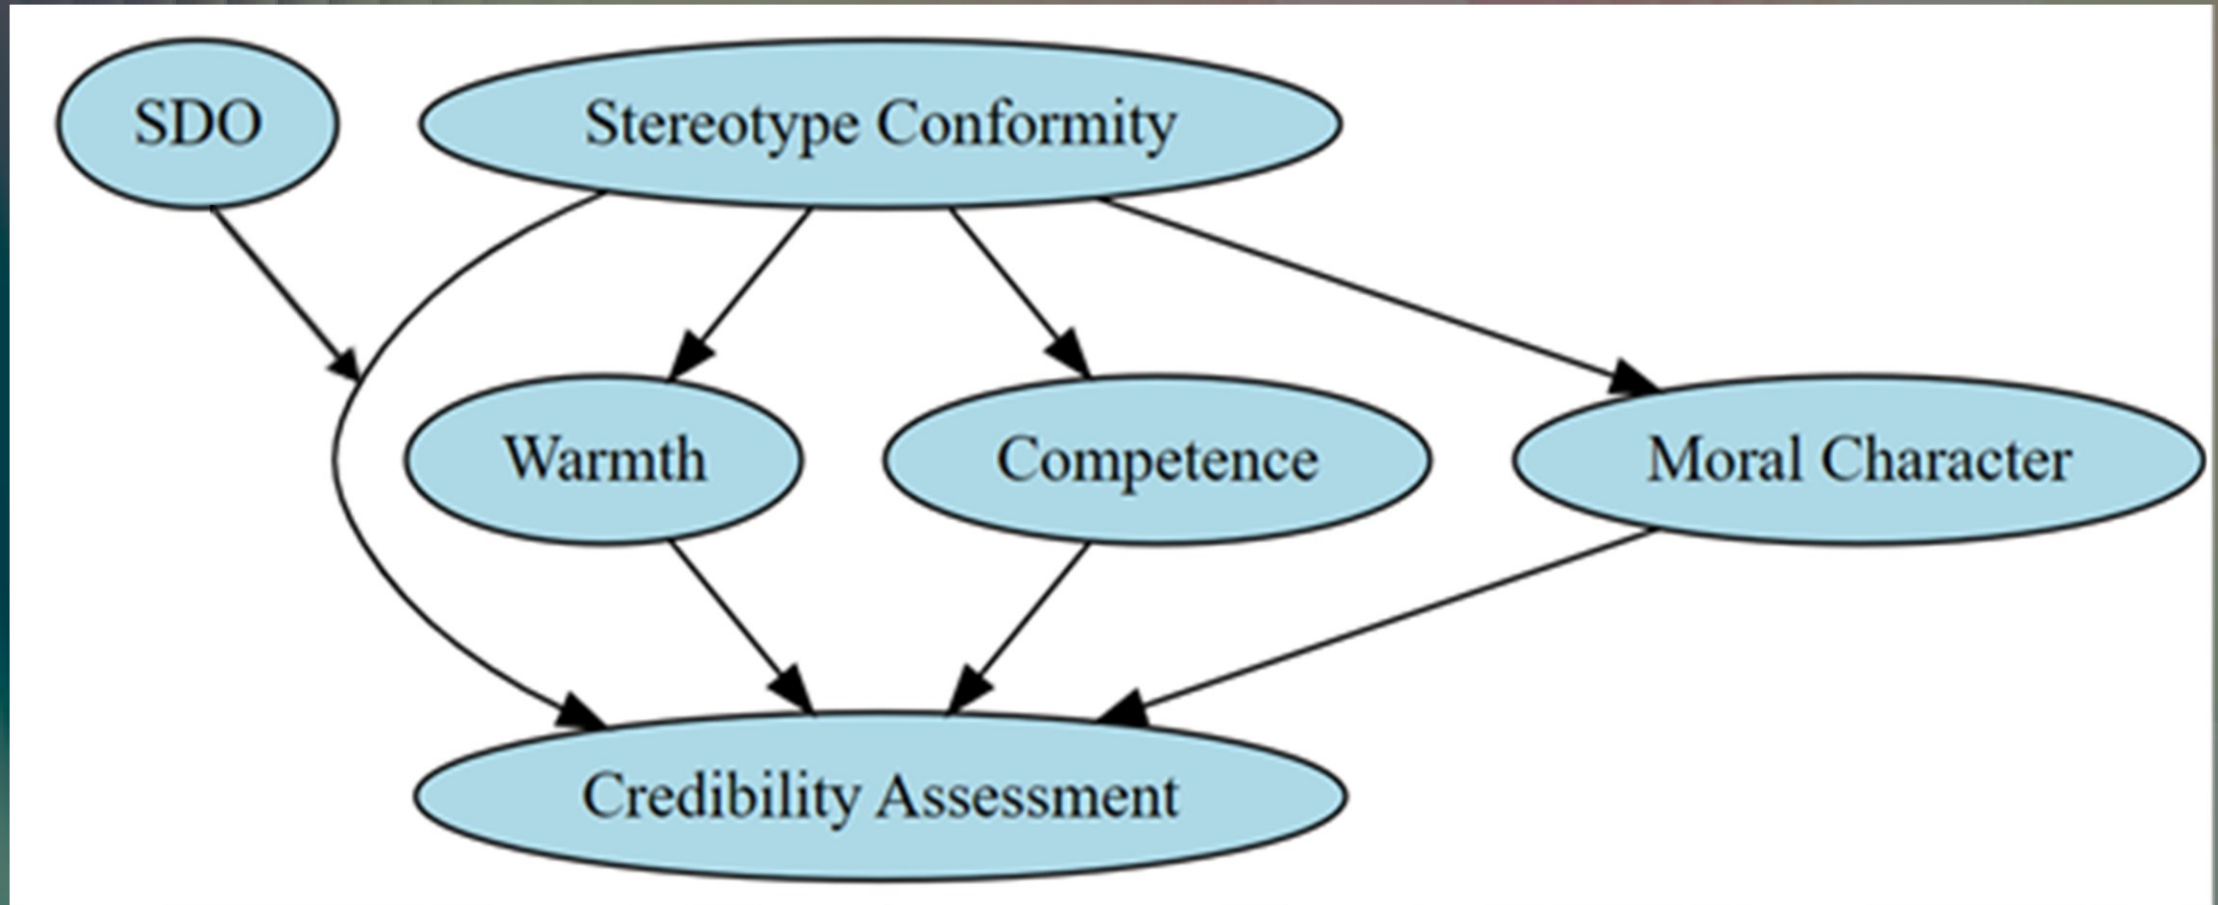 SDO
Stereotype Conformity
Warmth
Competence
Moral Character
Credibility Assessment